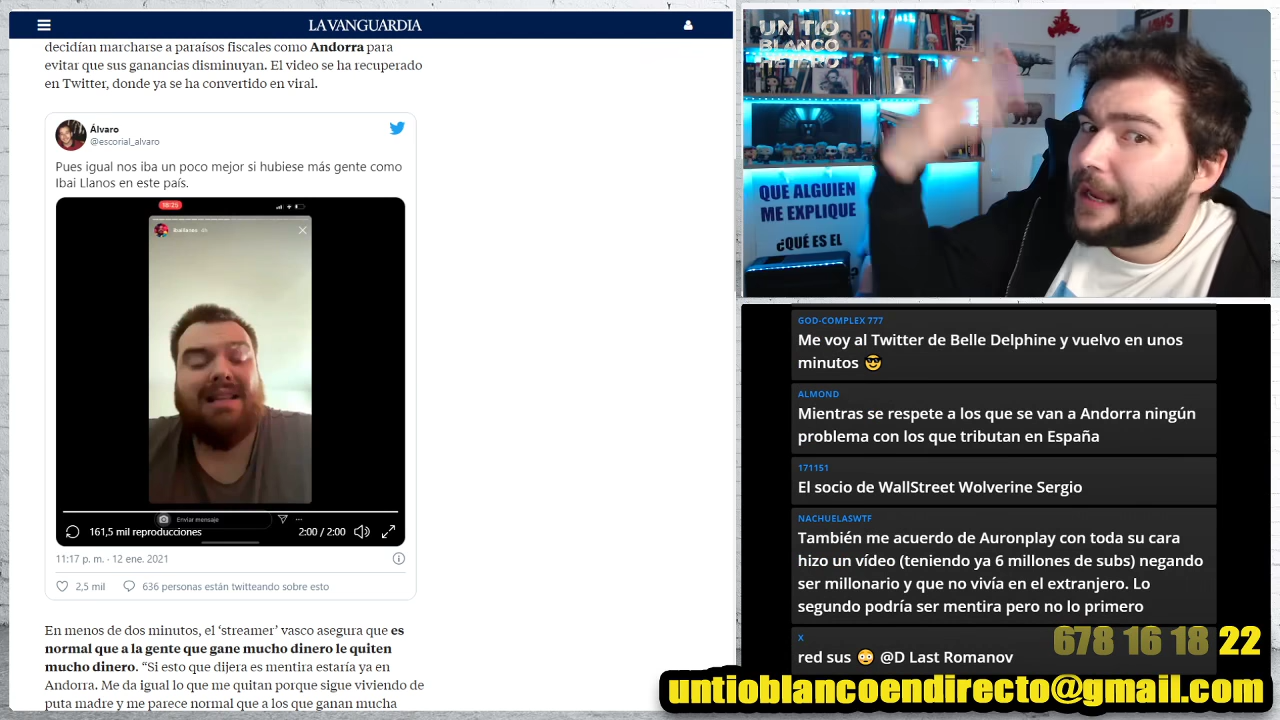 LA VANGUARDIA
decidían marcharse a paraísos fiscales como Andorra para
evitar que sus ganancias disminuyan. El video se ha recuperado
en Twitter, donde ya se ha convertido en viral.
Álvaro
@escorial_alvaro
Pues igual nos iba un poco mejor si hubiese más gente como
Ibai Llanos en este país.
Enviar mensaje
161,5 mil reproducciones
2:00 / 2:00
11:17 p. m. · 12 ene. 2021
2,5 mil
636 personas están twitteando sobre esto
En menos de dos minutos, el ‘streamer’ vasco asegura que es
normal que a la gente que gane mucho dinero le quiten
mucho dinero. “Si esto que dijera es mentira estaría ya en
Andorra. Me da igual lo que me quitan porque sigue viviendo de
puta madre y me parece normal que a los que ganan mucha
UN TIO
BLANCO
HETERO
QUE ALGUIEN
ME EXPLIQUE
¿QUÉ ES EL
GOD-COMPLEX 777
Me voy al Twitter de Belle Delphine y vuelvo en unos
minutos 😎
ALMOND
Mientras se respete a los que se van a Andorra ningún
problema con los que tributan en España
171151
El socio de WallStreet Wolverine Sergio
NACHUELASWTF
También me acuerdo de Auronplay con toda su cara
hizo un vídeo (teniendo ya 6 millones de subs) negando
ser millonario y que no vivía en el extranjero. Lo
segundo podría ser mentira pero no lo primero
X
red sus 😳 @D Last Romanov
678 16 18 22
untioblancoendirecto@gmail.com